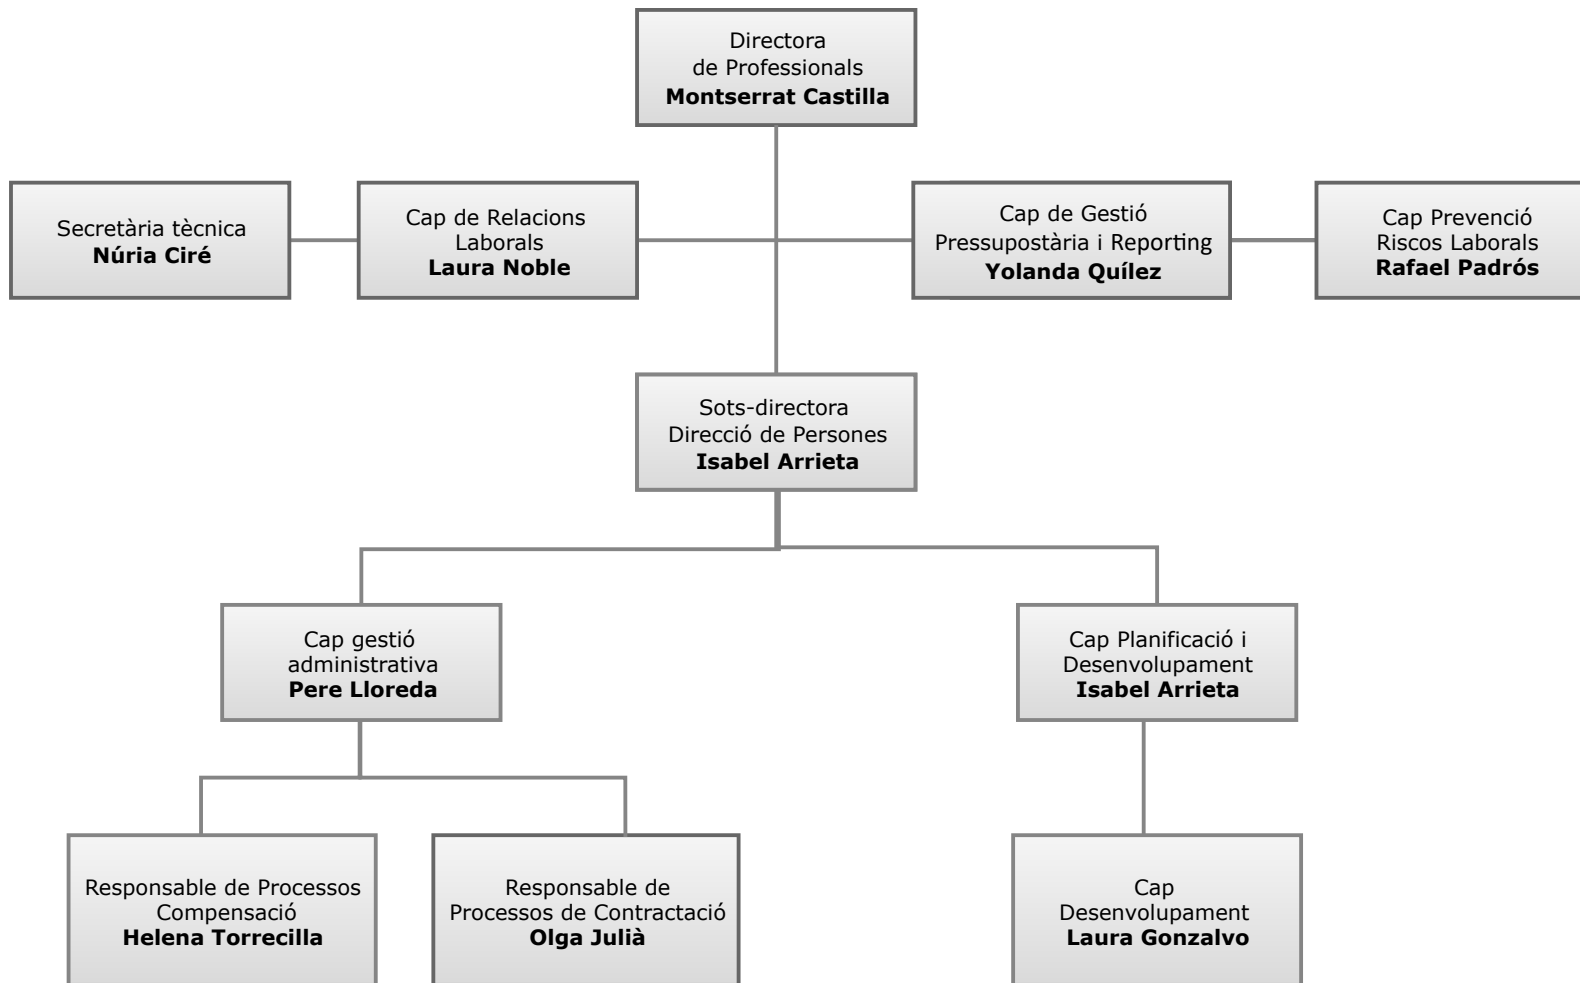 Directora
de Professionals
Montserrat Castilla
Secretària tècnica
Núria Ciré
Cap de Relacions
Laborals
Laura Noble
Cap de Gestió
Pressupostària i Reporting
Yolanda Quílez
Cap Prevenció
Riscos Laborals
Rafael Padrós
Sots-directora
Direcció de Persones
Isabel Arrieta
Cap gestió
administrativa
Pere Lloreda
Cap Planificació i
Desenvolupament
Isabel Arrieta
Responsable de Processos
Compensació
Helena Torrecilla
Responsable de
Processos de Contractació
Olga Julià
Cap
Desenvolupament
Laura Gonzalvo